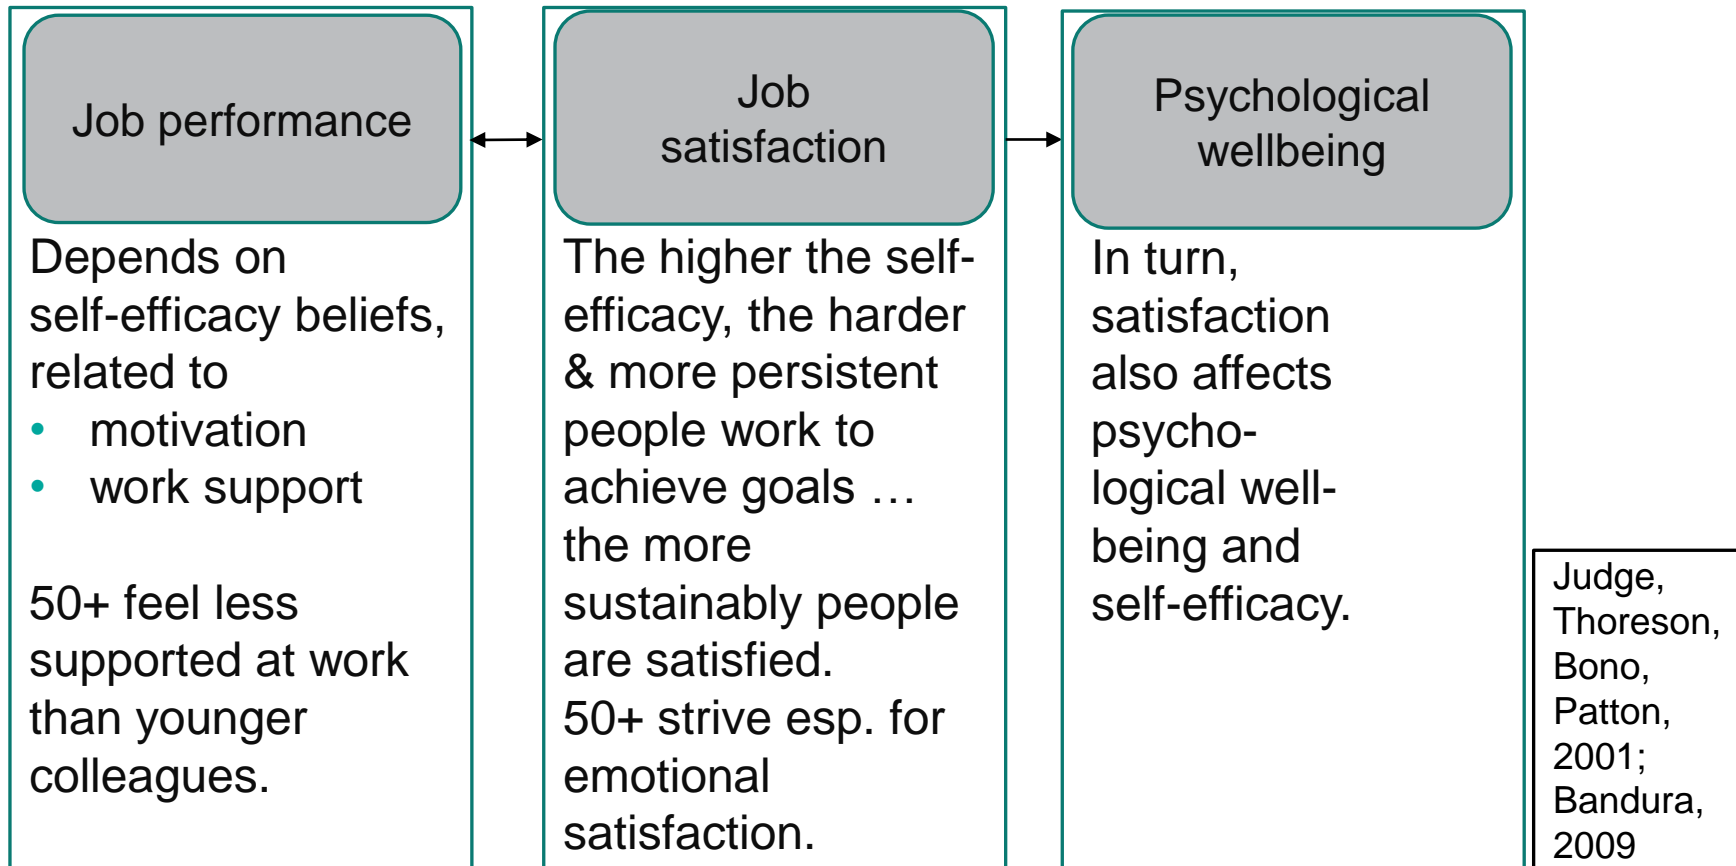 Job performance
Depends on
self-efficacy beliefs,
related to
• motivation
• work support
50+ feel less
supported at work
than younger
colleagues.
Job
satisfaction
The higher the self-
efficacy, the harder
& more persistent
people work to
achieve goals …
the more
sustainably people
are satisfied.
50+ strive esp. for
emotional
satisfaction.
Psychological
wellbeing
In turn,
satisfaction
also affects
psycho-
logical well-
being and
self-efficacy.
Judge,
Thoreson,
Bono,
Patton,
2001;
Bandura,
2009